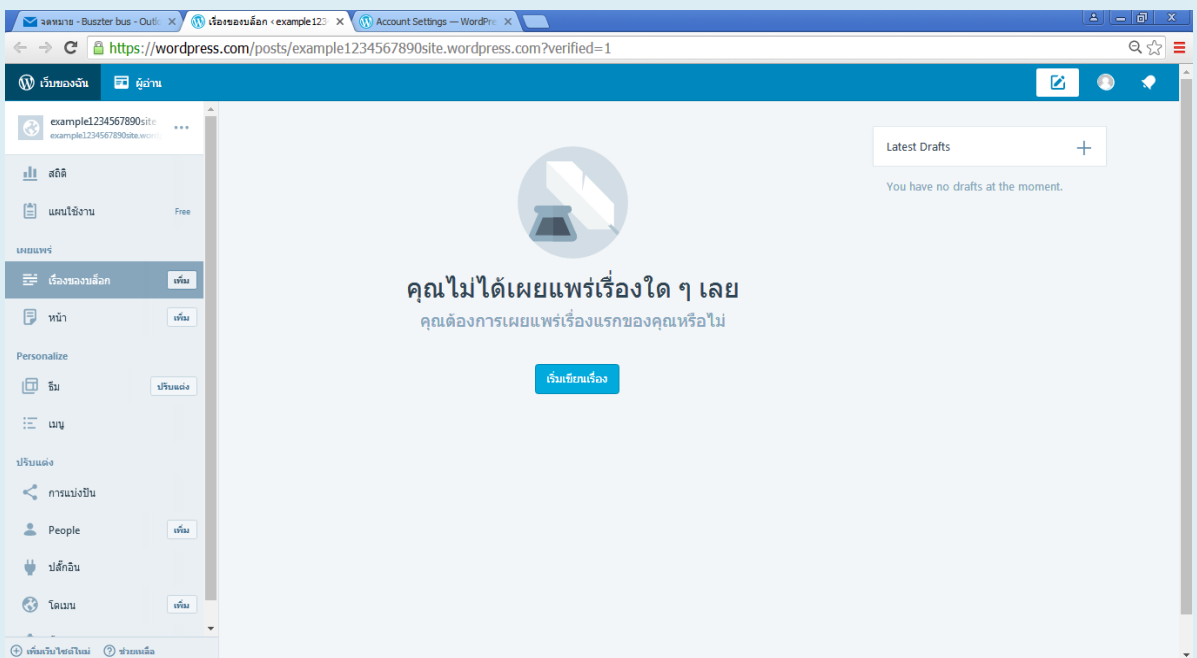 จดหมาย - Buszter bus - Outl
เรื่องของบล็อก ‹ example123
Account Settings — WordPre
https://wordpress.com/posts/example1234567890site.wordpress.com?verified=1
เว็บของฉัน
ผู้อ่าน
example1234567890site
example1234567890site.word
Latest Drafts
You have no drafts at the moment.
สถิติ
แผนใช้งาน Free
เผยแพร่
เรื่องของบล็อก เพิ่ม
หน้า เพิ่ม
คุณไม่ได้เผยแพร่เรื่องใด ๆ เลย
คุณต้องการเผยแพร่เรื่องแรกของคุณหรือไม่
เริ่มเขียนเรื่อง
Personalize
ธีม ปรับแต่ง
เมนู
ปรับแต่ง
การแบ่งปัน
People เพิ่ม
ปลั๊กอิน
โดเมน เพิ่ม
เพิ่มเว็บไซต์ใหม่ ช่วยเหลือ